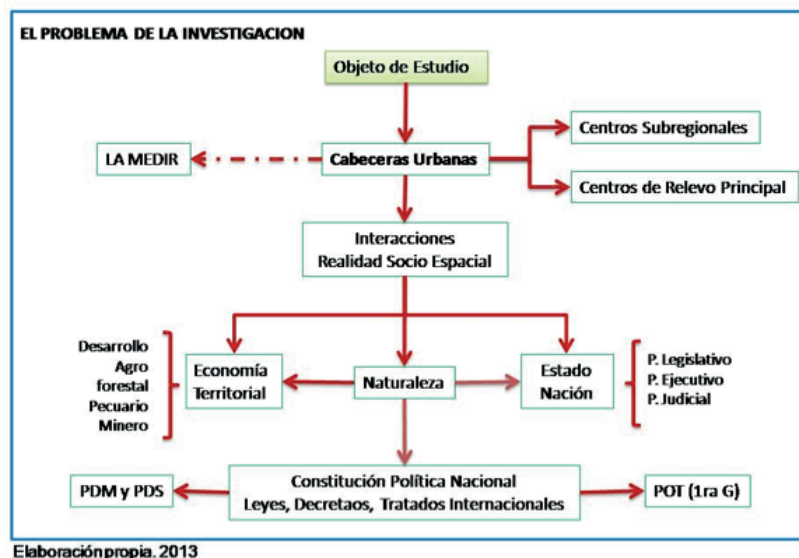 EL PROBLEMA DE LA INVESTIGACION
Objeto de Estudio
Centros Subregionales
LA MEDIR
Cabeceras Urbanas
Centros de Relevo Principal
Interacciones
Realidad Socio Espacial
Desarrollo
Agro
forestal
Pecuario
Minero
Economía
Territorial
Naturaleza
Estado
Nación
P. Legislativo
P. Ejecutivo
P. Judicial
PDM y PDS
Constitución Política Nacional
Leyes, Decretaos, Tratados Internacionales
POT (1ra G)
Elaboración propia. 2013